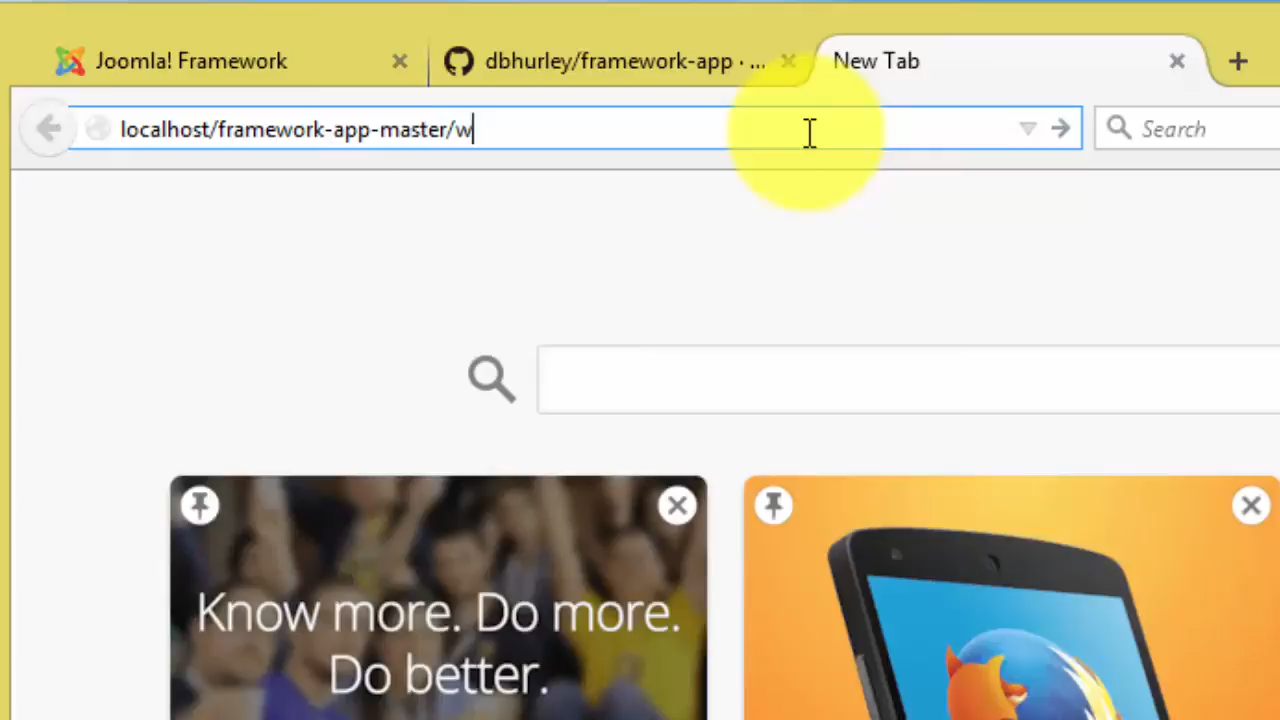 Joomla! Framework
dbhurley/framework-app · ...
New Tab
localhost/framework-app-master/w
Search
Know more. Do more.
Do better.